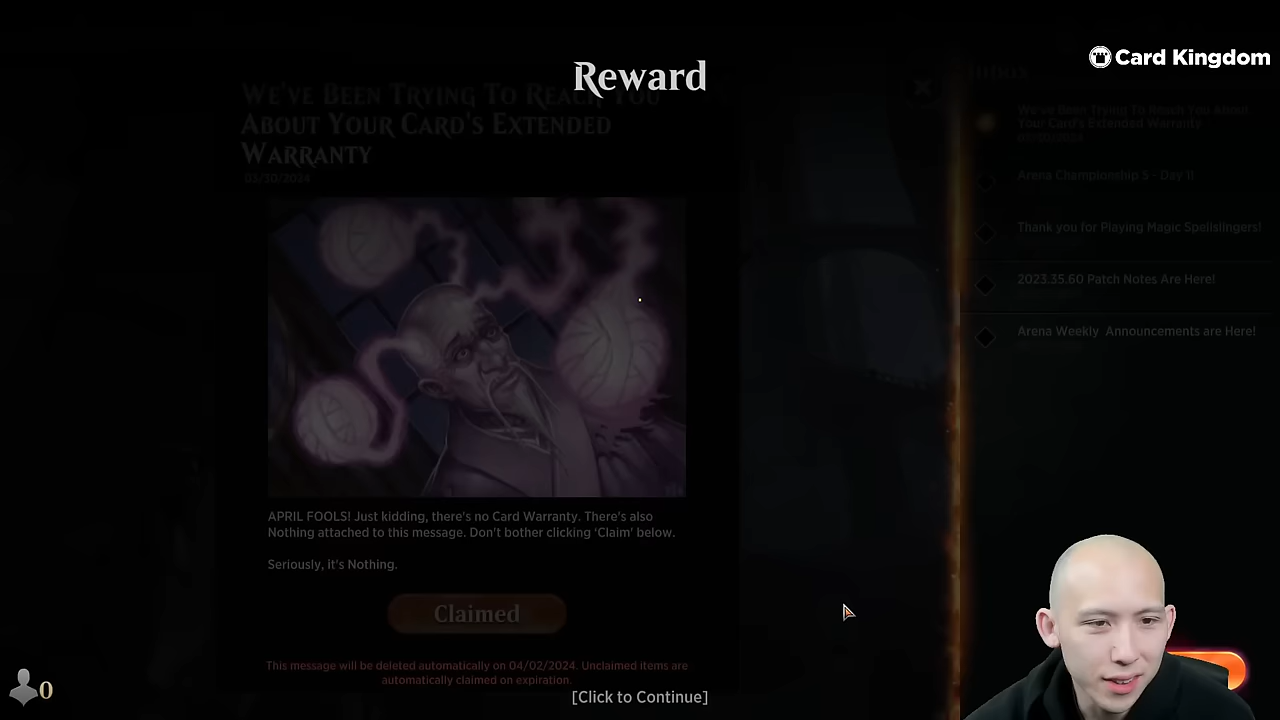 Reward
Card Kingdom
WE'VE BEEN TRYING TO REACH YOU
ABOUT YOUR CARD'S EXTENDED
WARRANTY
03/30/2024
APRIL FOOLS! Just kidding, there's no Card Warranty. There's also
Nothing attached to this message. Don't bother clicking 'Claim' below.
Seriously, it's Nothing.
Claimed
This message will be deleted automatically on 04/02/2024. Unclaimed items are
automatically claimed on expiration.
[Click to Continue]
0
Inbox
We've Been Trying To Reach You About
Your Card's Extended Warranty
Arena Championship 5 - Day 1!
Thank you for Playing Magic Spellslingers!
2023.35.60 Patch Notes Are Here!
Arena Weekly Announcements are Here!